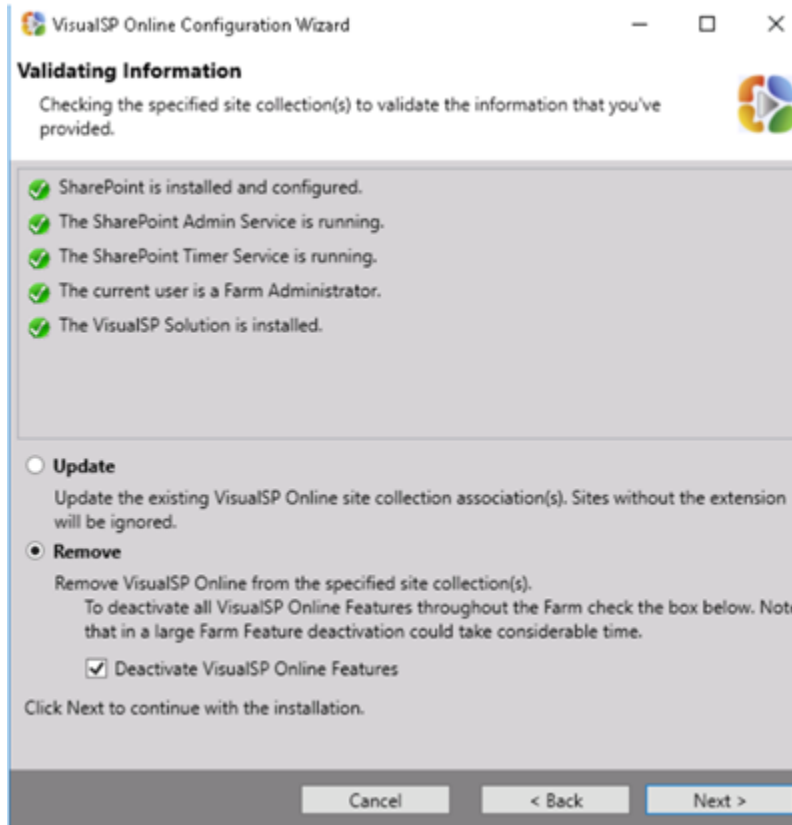 VisualSP Online Configuration Wizard
Validating Information
Checking the specified site collection(s) to validate the information that you've
provided.
SharePoint is installed and configured.
The SharePoint Admin Service is running.
The SharePoint Timer Service is running.
The current user is a Farm Administrator.
The VisualSP Solution is installed.
Update
Update the existing VisualSP Online site collection association(s). Sites without the extension
will be ignored.
Remove
Remove VisualSP Online from the specified site collection(s).
To deactivate all VisualSP Online Features throughout the Farm check the box below. Note
that in a large Farm Feature deactivation could take considerable time.
Deactivate VisualSP Online Features
Click Next to continue with the installation.
Cancel
< Back
Next >